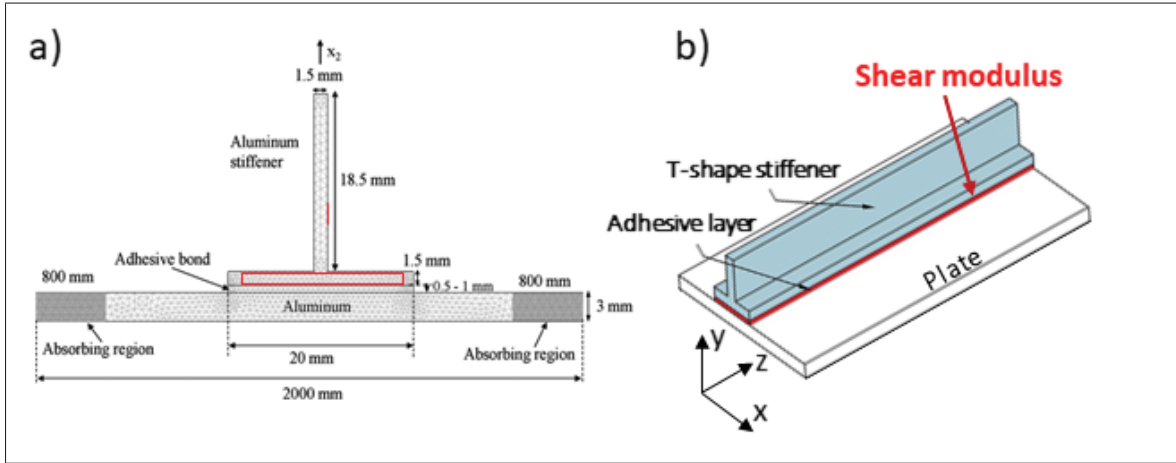 a)
x2
1.5 mm
Aluminum
stiffener
18.5 mm
Adhesive bond
1.5 mm
800 mm
0.5 - 1 mm
800 mm
Aluminum
3 mm
Absorbing region
20 mm
Absorbing region
2000 mm
b)
Shear modulus
T-shape stiffener
Adhesive layer
Plate
y
z
x